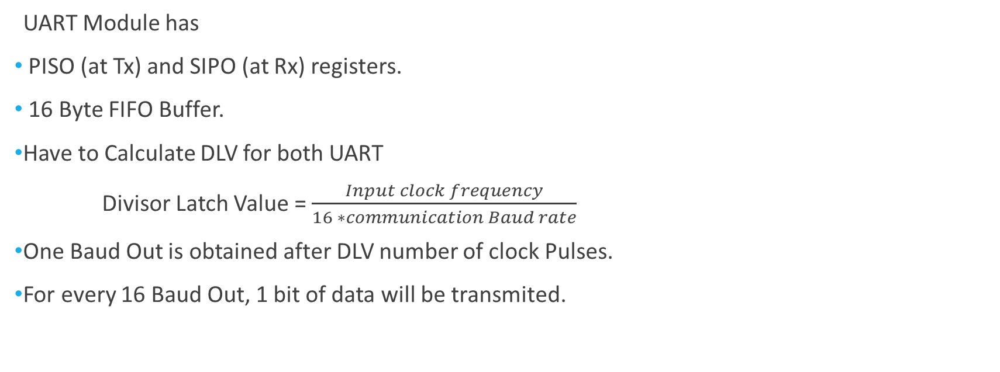 UART Module has
• PISO (at Tx) and SIPO (at Rx) registers.
• 16 Byte FIFO Buffer.
•Have to Calculate DLV for both UART
Divisor Latch Value = Input clock frequency / 16 *communication Baud rate
•One Baud Out is obtained after DLV number of clock Pulses.
•For every 16 Baud Out, 1 bit of data will be transmited.